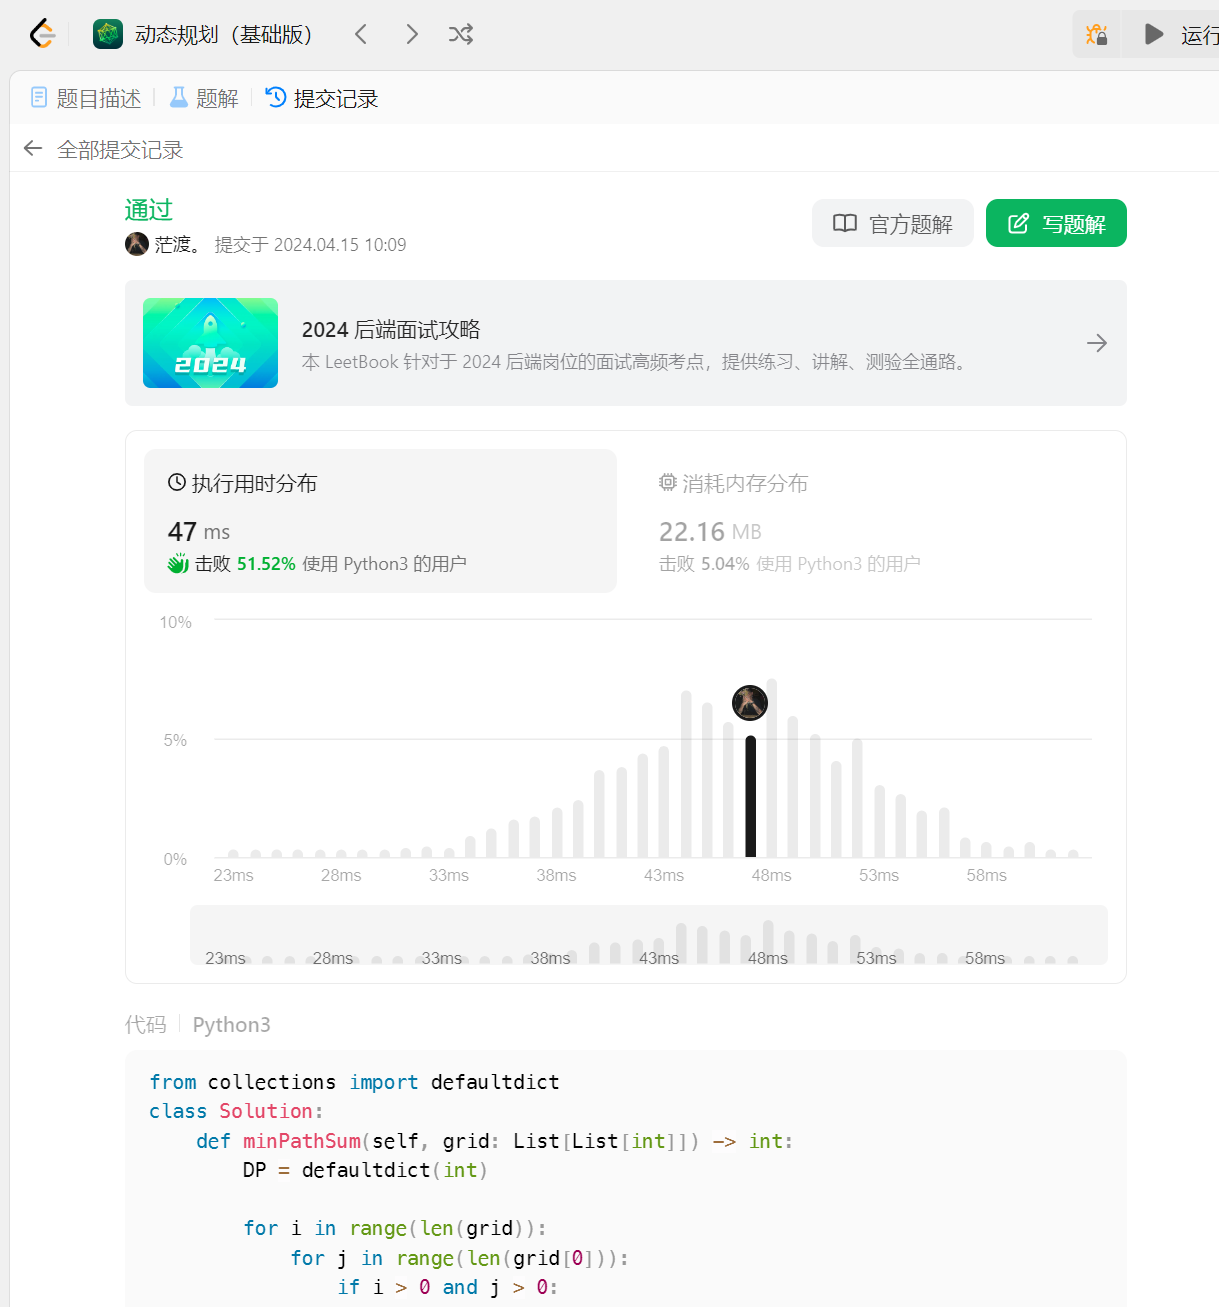 动态规划（基础版）
运行
题目描述 题解 提交记录
全部提交记录
通过
茫渡。 提交于 2024.04.15 10:09
官方题解 写题解
2024
2024 后端面试攻略
本 LeetBook 针对于 2024 后端岗位的面试高频考点，提供练习、讲解、测验全通路。
执行用时分布
47 ms
击败 51.52% 使用 Python3 的用户
消耗内存分布
22.16 MB
击败 5.04% 使用 Python3 的用户
10%
5%
0%
23ms 28ms 33ms 38ms 43ms 48ms 53ms 58ms
23ms 28ms 33ms 38ms 43ms 48ms 53ms 58ms
代码 Python3
from collections import defaultdict
class Solution:
    def minPathSum(self, grid: List[List[int]]) -> int:
        DP = defaultdict(int)
        for i in range(len(grid)):
            for j in range(len(grid[0])):
                if i > 0 and j > 0: